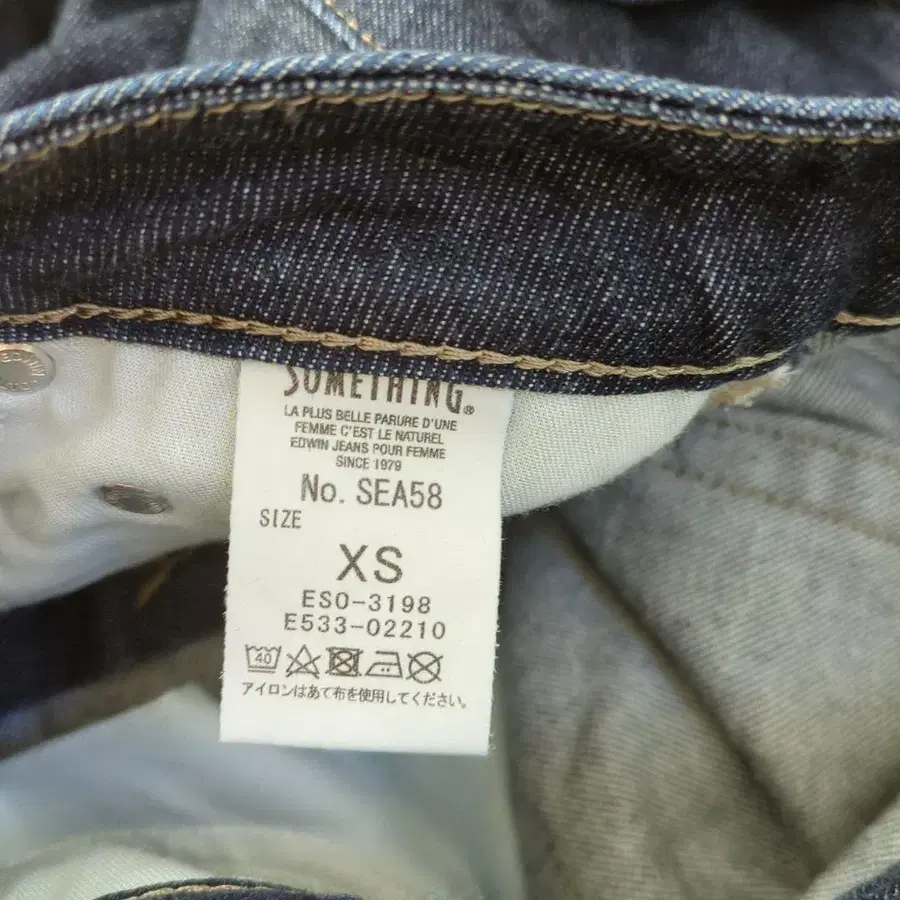 SOMETHING®
LA PLUS BELLE PARURE D'UNE
FEMME C'EST LE NATUREL
EDWIN JEANS POUR FEMME
SINCE 1979
No. SEA58
SIZE
XS
ES0-3198
E533-02210
40
アイロンはあて布を使用してください。